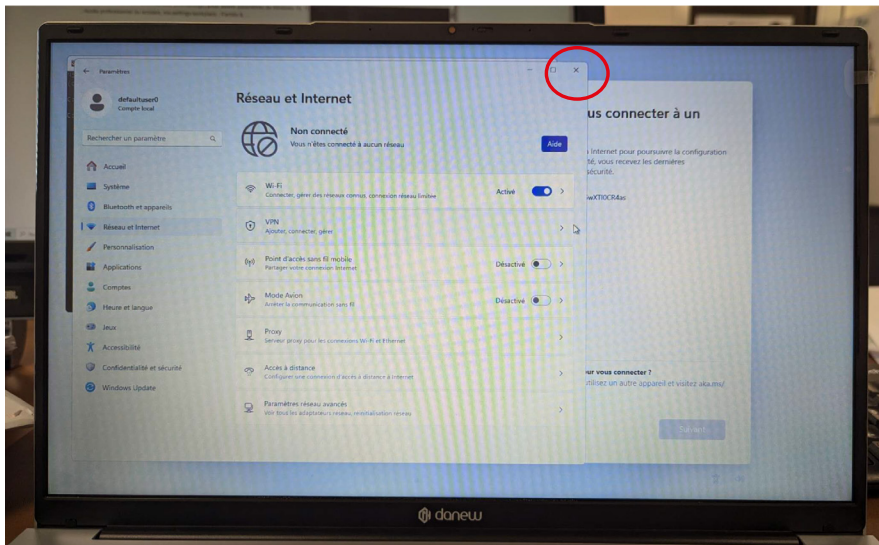 Paramètres
defaultuser0
Compte local
Rechercher un paramètre
Accueil
Système
Bluetooth et appareils
Réseau et Internet
Personnalisation
Applications
Comptes
Heure et langue
Jeux
Accessibilité
Confidentialité et sécurité
Windows Update
Réseau et Internet
Non connecté
Vous n'êtes connecté à aucun réseau
Aide
Wi-Fi
Connecter, gérer des réseaux connus, connexion réseau limitée
Activé
VPN
Ajouter, connecter, gérer
Point d'accès sans fil mobile
Partager votre connexion Internet
Désactivé
Mode Avion
Arrêter la communication sans fil
Désactivé
Proxy
Serveur proxy pour les connexions Wi-Fi et Ethernet
Accès à distance
Configurer une connexion d'accès à distance à Internet
Paramètres réseau avancés
Voir tous les adaptateurs réseau, réinitialisation réseau
us connecter à un
Internet pour poursuivre la configuration
té, vous recevez les dernières
sécurité.
ur vous connecter ?
utilisez un autre appareil et visitez aka.ms/
Suivant
danew